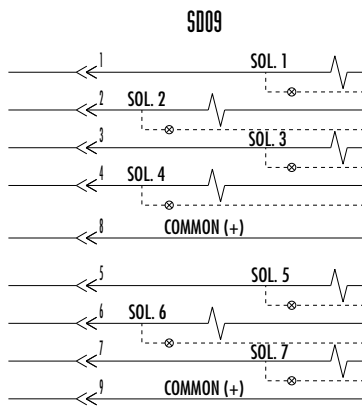 SD09
1 SOL. 1
2 SOL. 2
3 SOL. 3
4 SOL. 4
8 COMMON (+)
5 SOL. 5
6 SOL. 6
7 SOL. 7
9 COMMON (+)